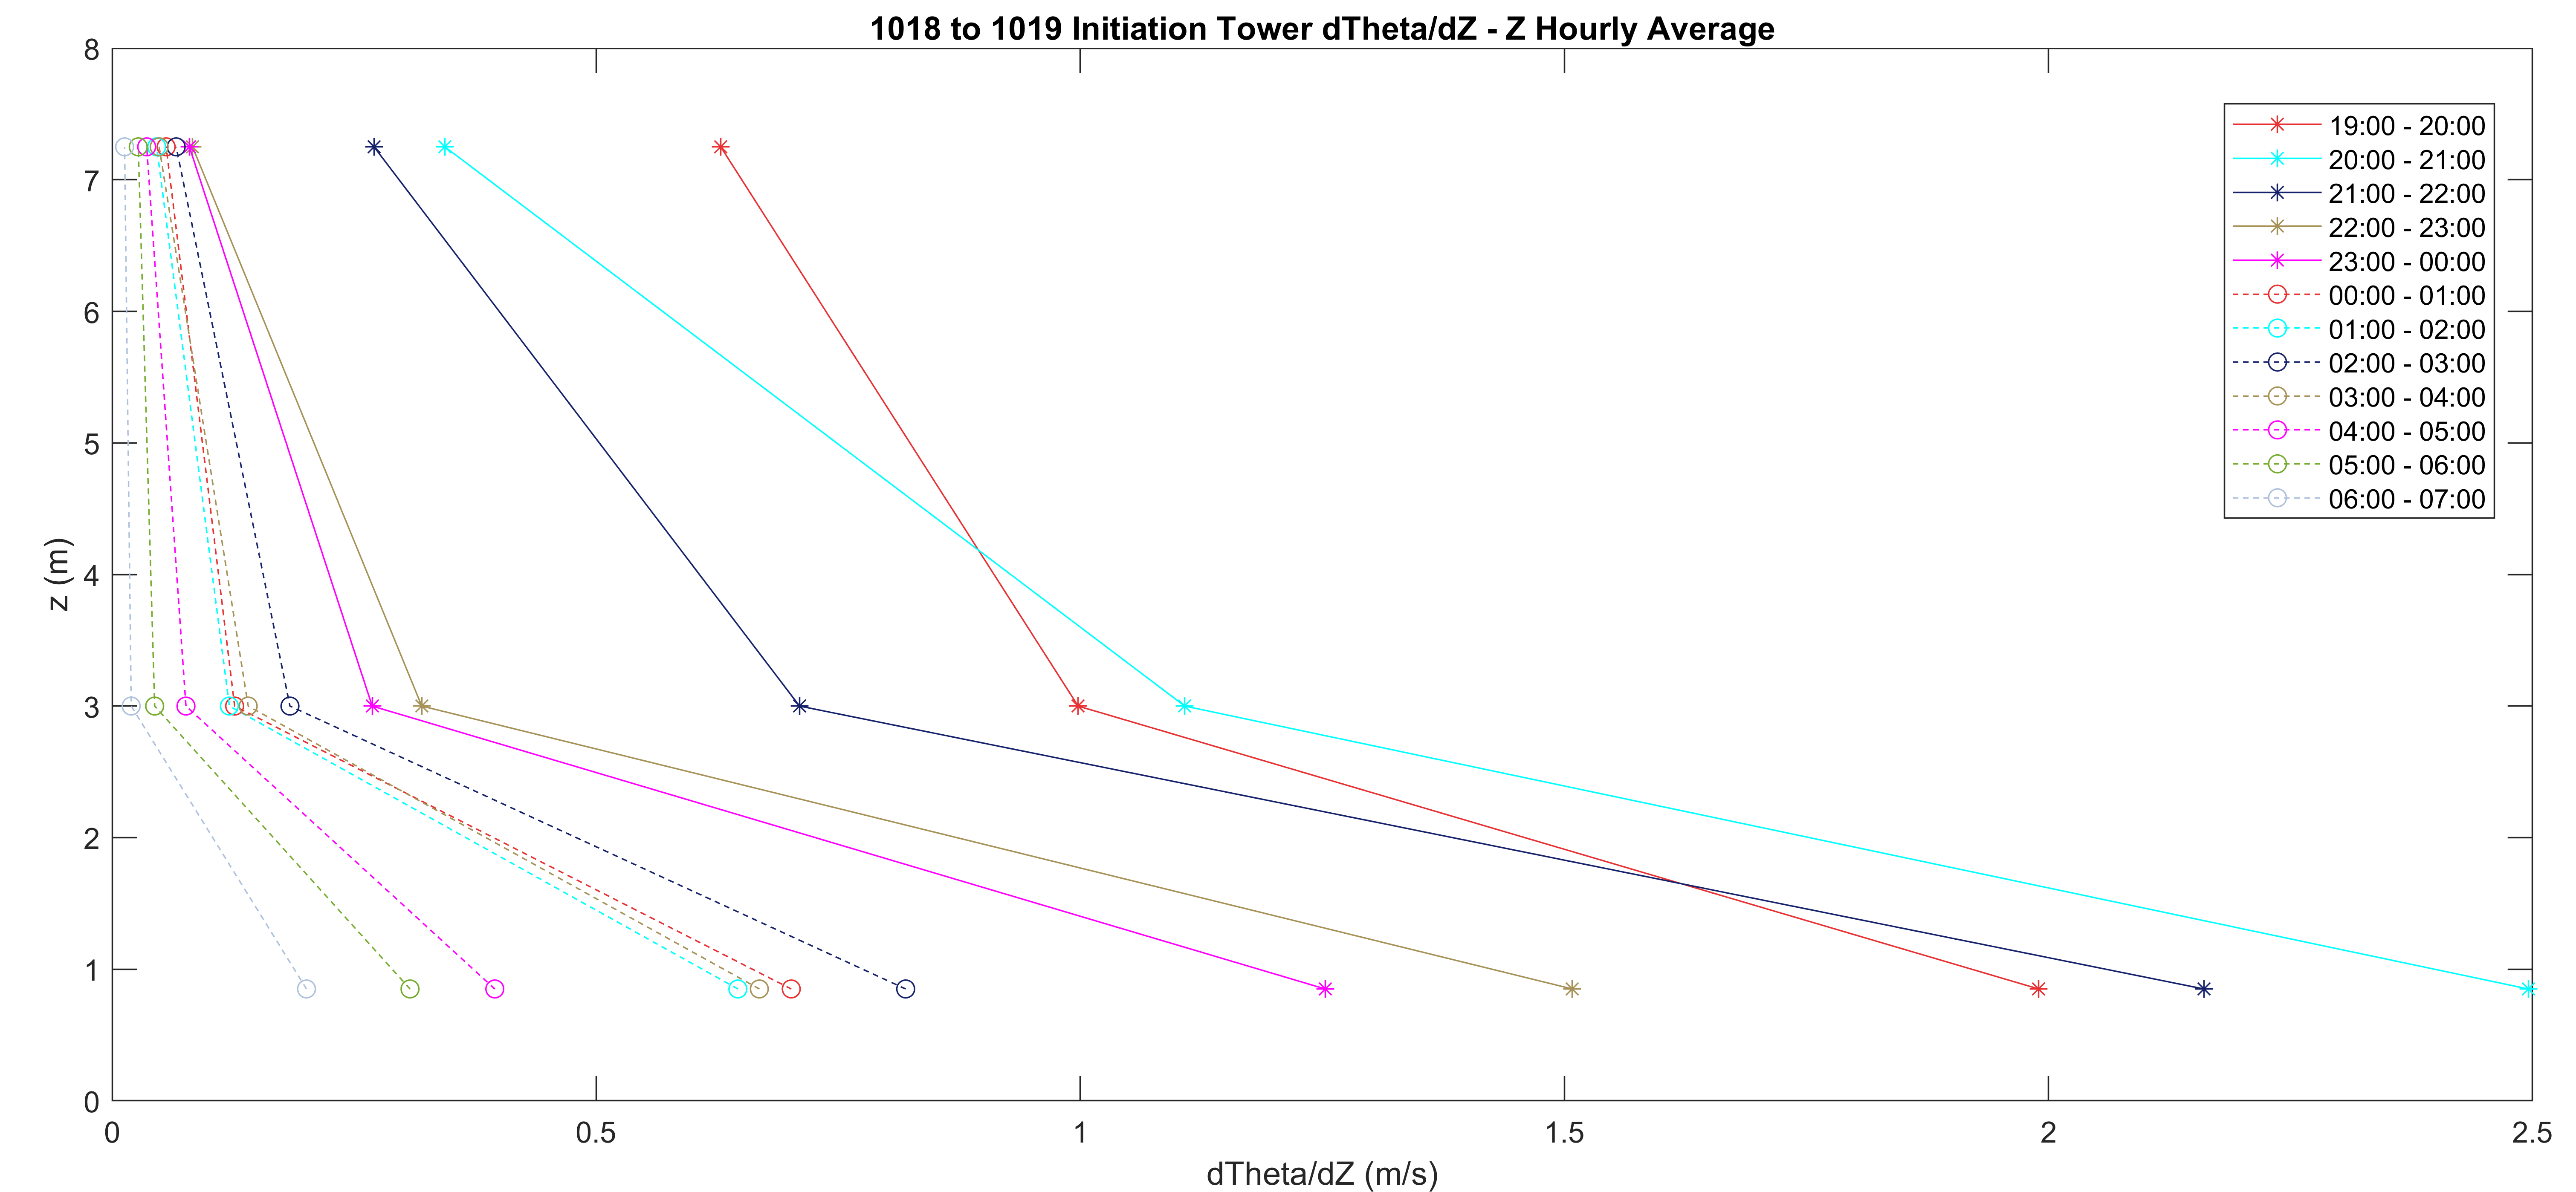 1018 to 1019 Initiation Tower dTheta/dZ - Z Hourly Average
8
7
6
5
4
3
2
1
0
z (m)
19:00 - 20:00
20:00 - 21:00
21:00 - 22:00
22:00 - 23:00
23:00 - 00:00
00:00 - 01:00
01:00 - 02:00
02:00 - 03:00
03:00 - 04:00
04:00 - 05:00
05:00 - 06:00
06:00 - 07:00
0 0.5 1 1.5 2 2.5
dTheta/dZ (m/s)